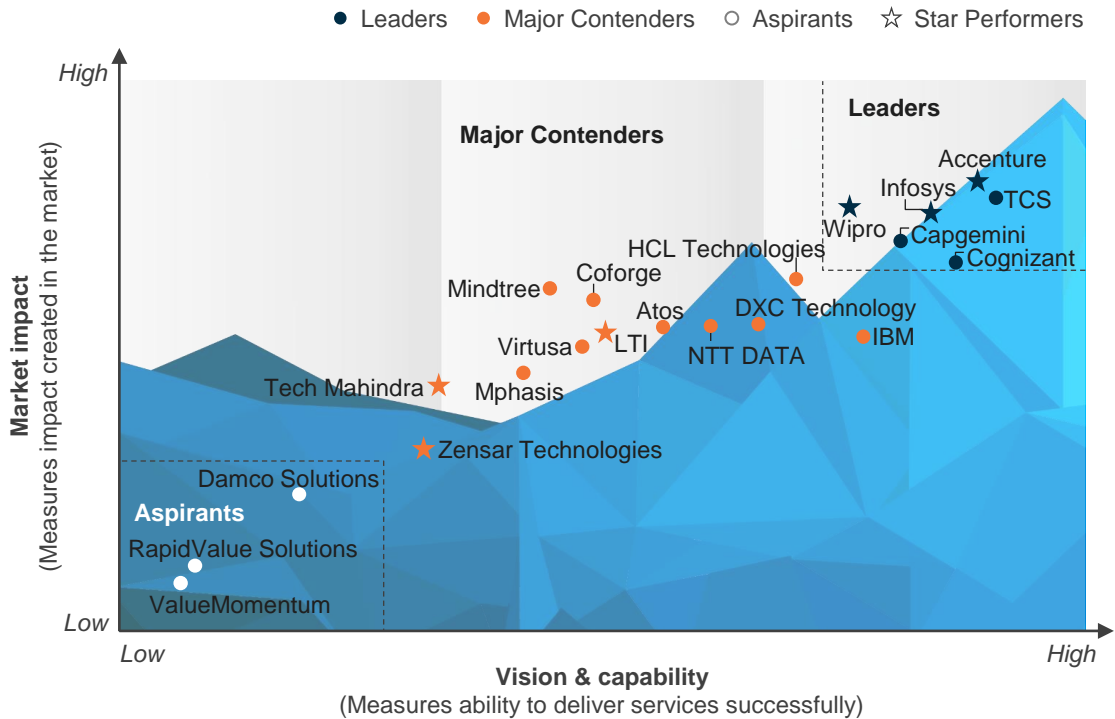 Leaders
Major Contenders
Aspirants
Star Performers
High
Leaders
Major Contenders
Accenture
Infosys
TCS
Wipro
Capgemini
HCL Technologies
Cognizant
Coforge
Mindtree
Atos
DXC Technology
LTI
IBM
Virtusa
NTT DATA
Tech Mahindra
Mphasis
Zensar Technologies
Damco Solutions
Aspirants
RapidValue Solutions
ValueMomentum
Market impact
(Measures impact created in the market)
Low
Low
High
Vision & capability
(Measures ability to deliver services successfully)